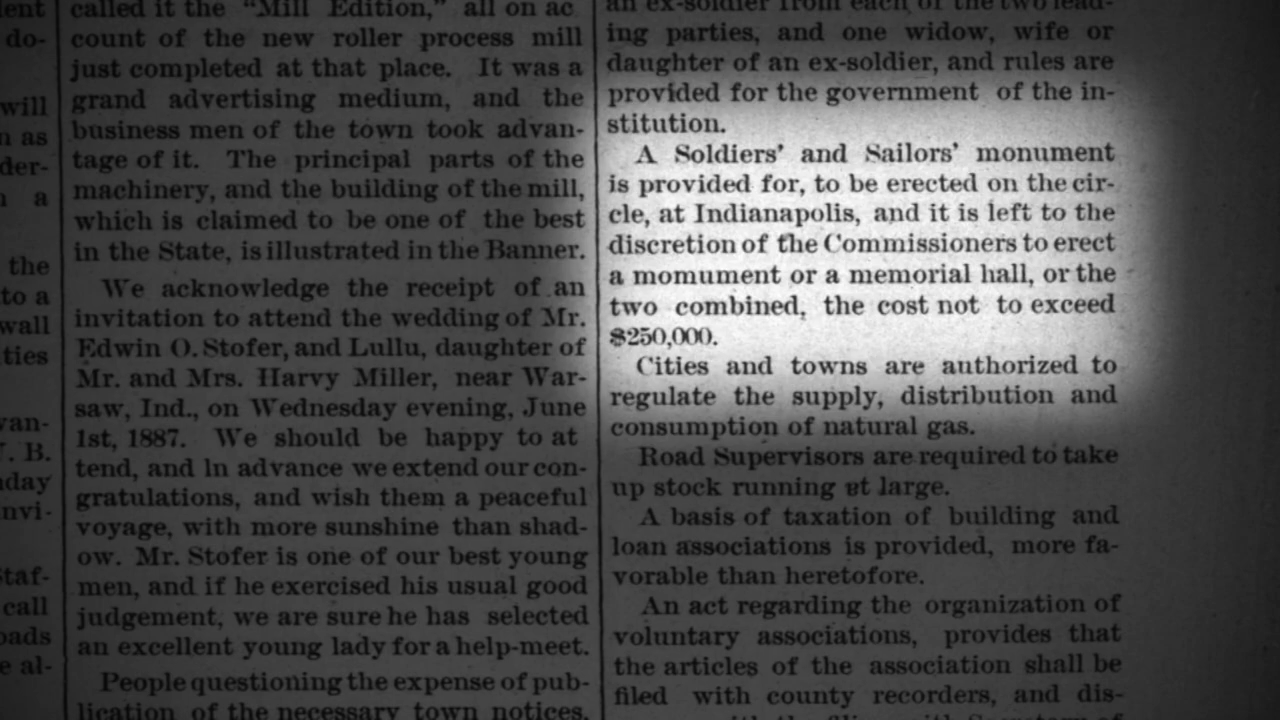 do-
will
n as
der-
a
the
to a
wall
ties
van-
. B.
day
nvi-
taf-
call
oads
e al-
called it the “Mill Edition,” all on ac
count of the new roller process mill
just completed at that place. It was a
grand advertising medium, and the
business men of the town took advan-
tage of it. The principal parts of the
machinery, and the building of the mill,
which is claimed to be one of the best
in the State, is illustrated in the Banner.
We acknowledge the receipt of an
invitation to attend the wedding of Mr.
Edwin O. Stofer, and Lullu, daughter of
Mr. and Mrs. Harvy Miller, near War-
saw, Ind., on Wednesday evening, June
1st, 1887. We should be happy to at
tend, and ln advance we extend our con-
gratulations, and wish them a peaceful
voyage, with more sunshine than shad-
ow. Mr. Stofer is one of our best young
men, and if he exercised his usual good
judgement, we are sure he has selected
an excellent young lady for a help-meet.
People questioning the expense of pub-
lication of the necessary town notices,
an ex-soldier from each of the two lead-
ing parties, and one widow, wife or
daughter of an ex-soldier, and rules are
provided for the government of the in-
stitution.
A Soldiers’ and Sailors’ monument
is provided for, to be erected on the cir-
cle, at Indianapolis, and it is left to the
discretion of the Commissioners to erect
a momument or a memorial hall, or the
two combined, the cost not to exceed
$250,000.
Cities and towns are authorized to
regulate the supply, distribution and
consumption of natural gas.
Road Supervisors are required to take
up stock running at large.
A basis of taxation of building and
loan associations is provided, more fa-
vorable than heretofore.
An act regarding the organization of
voluntary associations, provides that
the articles of the association shall be
filed with county recorders, and dis-